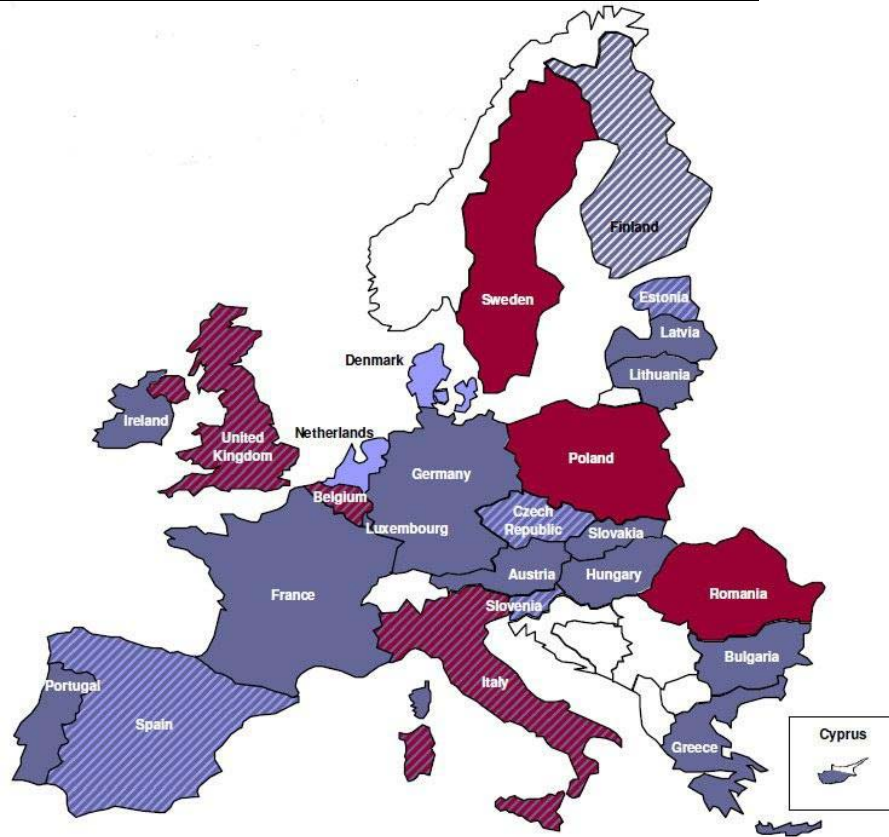 Finland
Estonia
Sweden
Latvia
Denmark
Lithuania
Ireland
Netherlands
United
Kingdom
Poland
Germany
Belgium
Czech
Republic
Luxembourg
Slovakia
Austria
Hungary
France
Romania
Slovenia
Bulgaria
Portugal
Italy
Spain
Cyprus
Greece